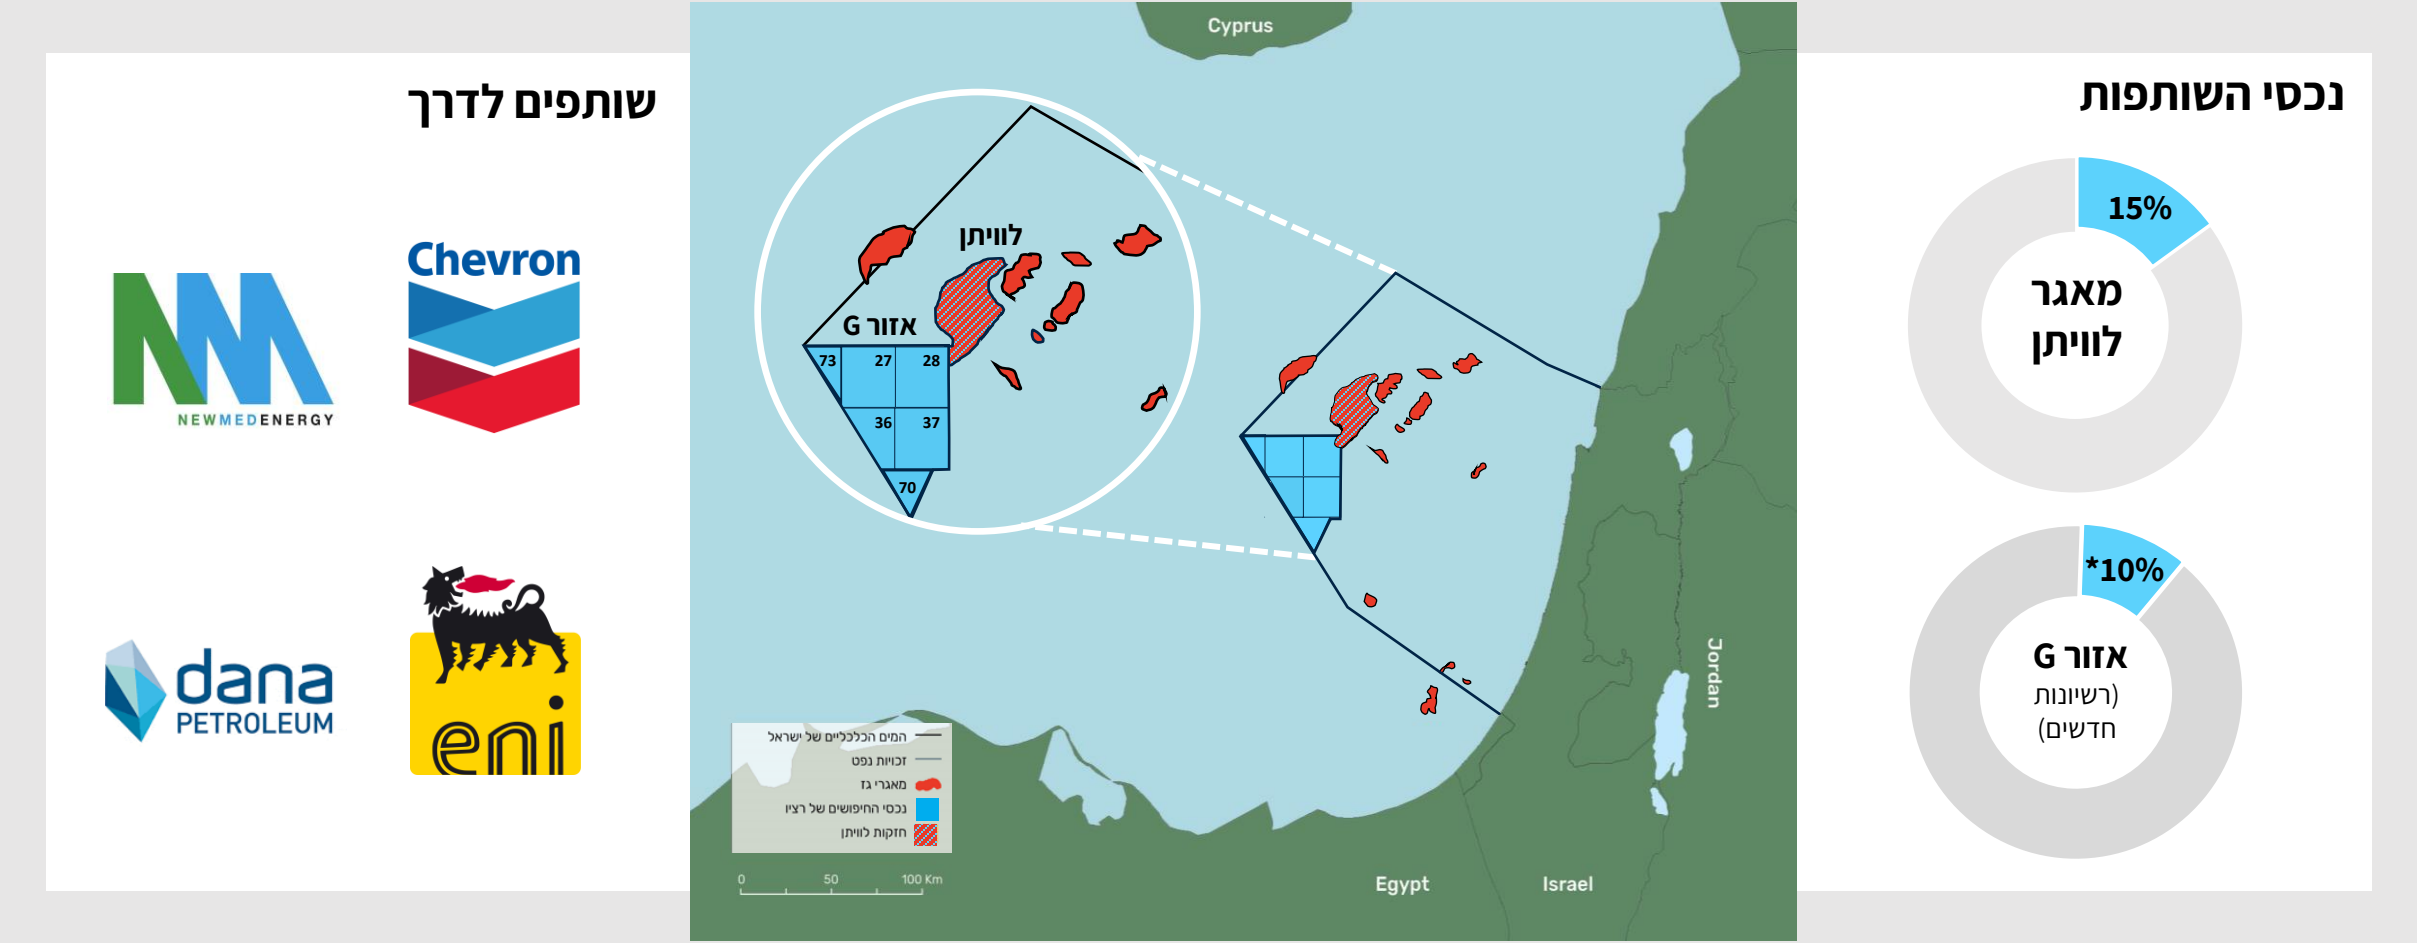 נכסי השותפות
15%
מאגר
לוויתן
*10%
אזור G
(רשיונות
חדשים)
Cyprus
לוויתן
אזור G
73
27
28
36
37
70
Jordan
Egypt
Israel
המים הכלכליים של ישראל
זכויות נפט
מאגרי גז
נכסי החיפושים של רציו
חזקות לוויתן
0 50 100 Km
שותפים לדרך
Chevron
NEWMEDENERGY
eni
dana
PETROLEUM